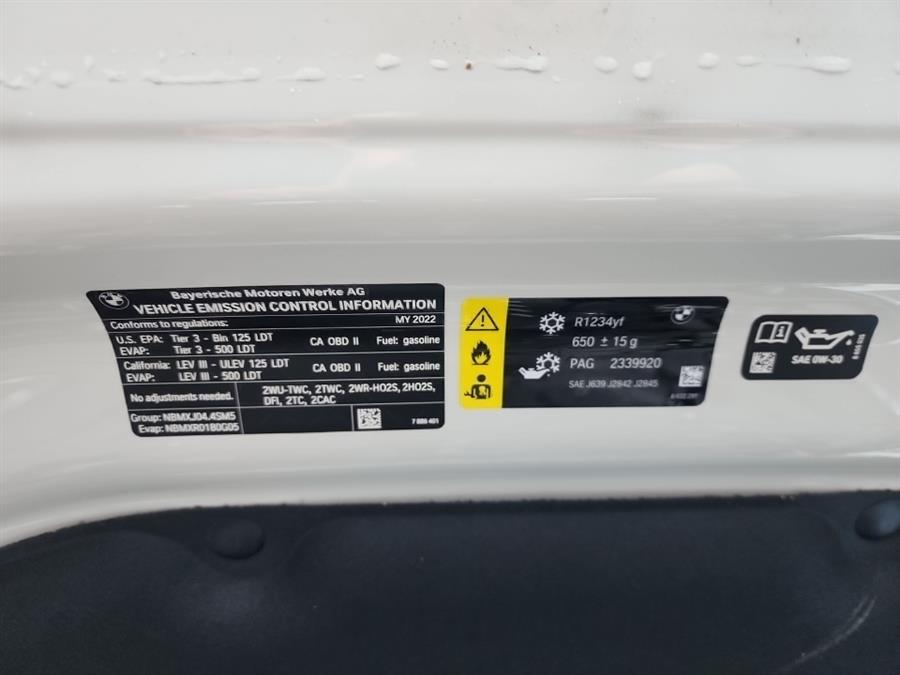 Bayerische Motoren Werke AG
VEHICLE EMISSION CONTROL INFORMATION
Conforms to regulations: MY 2022
U.S. EPA: Tier 3 - Bin 125 LDT CA OBD II Fuel: gasoline
EVAP: Tier 3 - 500 LDT
California: LEV III - ULEV 125 LDT CA OBD II Fuel: gasoline
EVAP: LEV III - 500 LDT
No adjustments needed. 2WU-TWC, 2TWC, 2WR-HO2S, 2HO2S,
DFI, 2TC, 2CAC
Group: NBMXJ04.4SM5
Evap: NBMXR0180G05
7 886 401
R1234yf
650 ± 15 g
PAG 2339920
SAE J639 J2842 J2845
SAE 0W-30